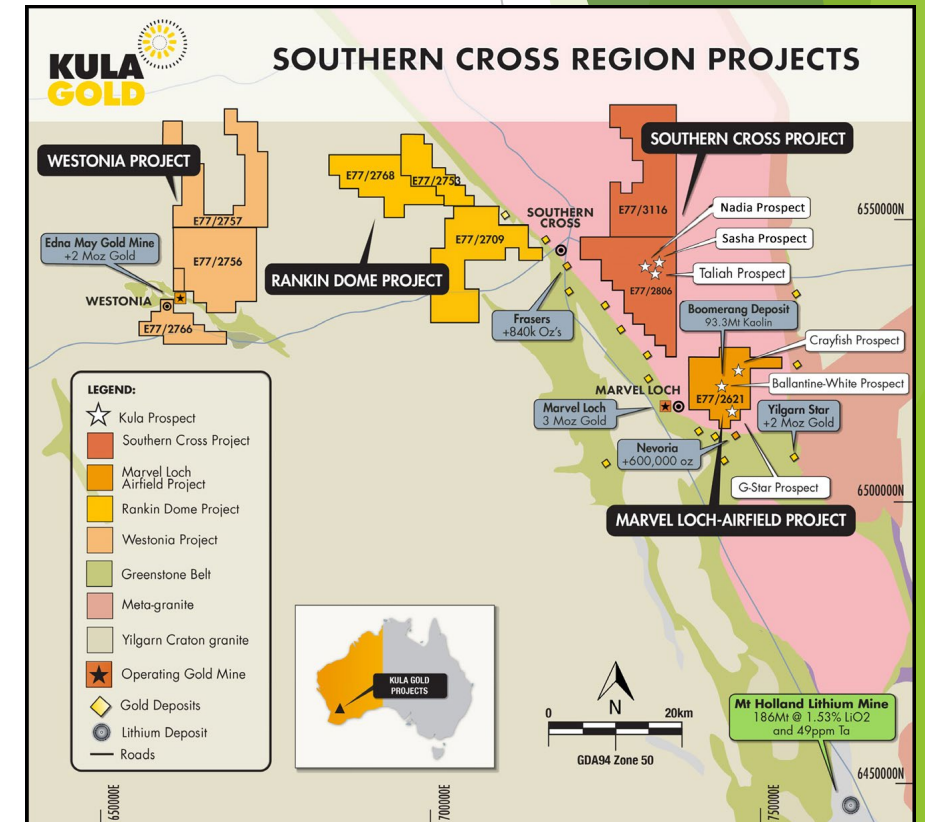 KULA
GOLD
SOUTHERN CROSS REGION PROJECTS
WESTONIA PROJECT
SOUTHERN CROSS PROJECT
E77/2768
E77/2753
E77/3116
Nadia Prospect
6550000N
E77/2757
SOUTHERN
CROSS
Sasha Prospect
Edna May Gold Mine
+2 Moz Gold
E77/2756
E77/2709
RANKIN DOME PROJECT
Taliah Prospect
E77/2806
WESTONIA
E77/2766
Frasers
+840k Oz's
Boomerang Deposit
93.3Mt Kaolin
Crayfish Prospect
MARVEL LOCH
Ballantine-White Prospect
E77/2621
Marvel Loch
3 Moz Gold
Yilgarn Star
+2 Moz Gold
Nevoria
+600,000 oz
G-Star Prospect
6500000N
MARVEL LOCH-AIRFIELD PROJECT
LEGEND:
Kula Prospect
Southern Cross Project
Marvel Loch
Airfield Project
Rankin Dome Project
Westonia Project
Greenstone Belt
Meta-granite
Yilgarn Craton granite
Operating Gold Mine
Gold Deposits
Lithium Deposit
Roads
KULA GOLD
PROJECTS
N
0 20km
GDA94 Zone 50
Mt Holland Lithium Mine
186Mt @ 1.53% LiO2
and 49ppm Ta
6450000N
650000E
700000E
750000E